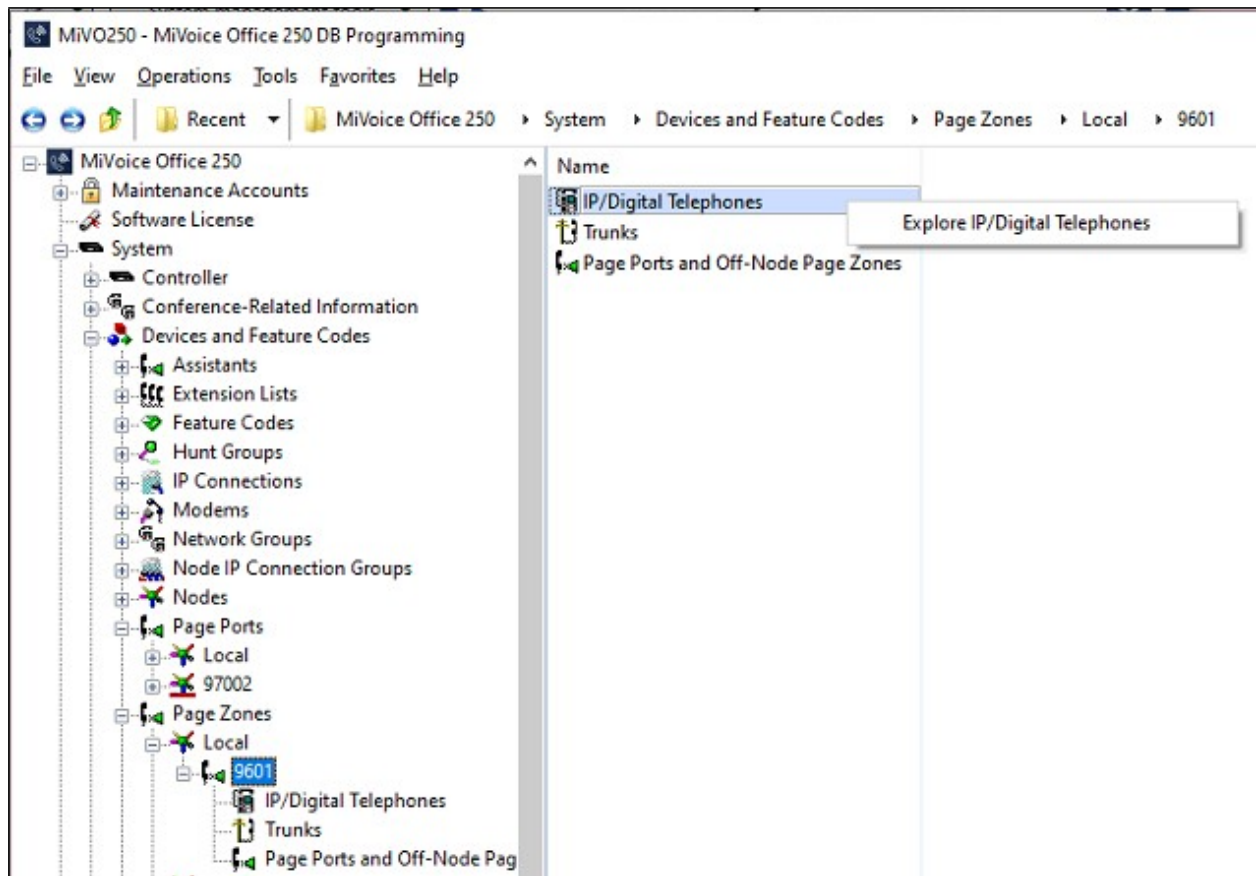 MiVO250 - MiVoice Office 250 DB Programming
File View Operations Tools Favorites Help
Recent MiVoice Office 250 System Devices and Feature Codes Page Zones Local 9601
MiVoice Office 250
Maintenance Accounts
Software License
System
Controller
Conference-Related Information
Devices and Feature Codes
Assistants
Extension Lists
Feature Codes
Hunt Groups
IP Connections
Modems
Network Groups
Node IP Connection Groups
Nodes
Page Ports
Local
97002
Page Zones
Local
9601
IP/Digital Telephones
Trunks
Page Ports and Off-Node Pag
Name
IP/Digital Telephones
Trunks
Page Ports and Off-Node Page Zones
Explore IP/Digital Telephones